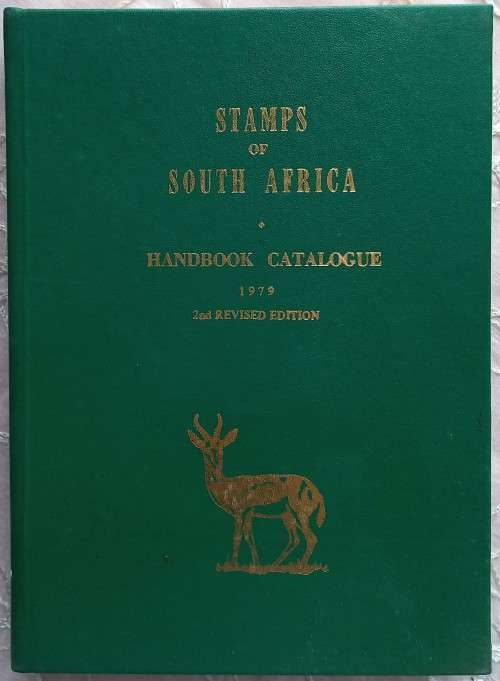 STAMPS
OF
SOUTH AFRICA
HANDBOOK CATALOGUE
1979
2nd REVISED EDITION